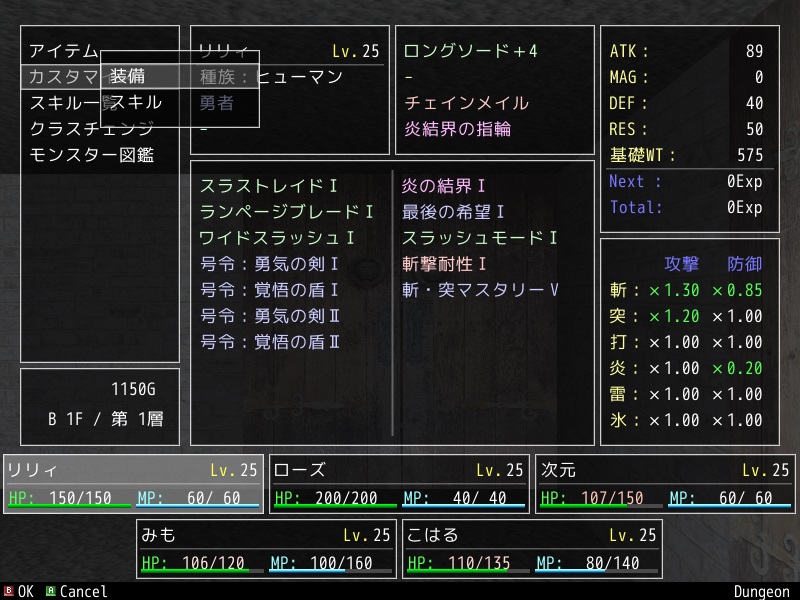 アイテム
カスタマ
装備
スキル一覧
スキル
クラスチェンジ
モンスター図鑑
リリィ Lv.25
種族：ヒューマン
勇者
-
ロングソード＋4
-
チェインメイル
炎結界の指輪
ATK： 89
MAG： 0
DEF： 40
RES： 50
基礎WT： 575
Next : 0Exp
Total: 0Exp
スラストレイドⅠ
ランページブレードⅠ
ワイドスラッシュⅠ
号令：勇気の剣Ⅰ
号令：覚悟の盾Ⅰ
号令：勇気の剣Ⅱ
号令：覚悟の盾Ⅱ
炎の結界Ⅰ
最後の希望Ⅰ
スラッシュモードⅠ
斬撃耐性Ⅰ
斬・突マスタリーⅤ
攻撃 防御
斬：×1.30 ×0.85
突：×1.20 ×1.00
打：×1.00 ×1.00
炎：×1.00 ×0.20
雷：×1.00 ×1.00
氷：×1.00 ×1.00
1150G
B 1F / 第 1層
リリィ Lv.25
HP: 150/150 MP: 60/ 60
ローズ Lv.25
HP: 200/200 MP: 40/ 40
次元 Lv.25
HP: 107/150 MP: 60/ 60
みも Lv.25
HP: 106/120 MP: 100/160
こはる Lv.25
HP: 110/135 MP: 80/140
B OK A Cancel
Dungeon